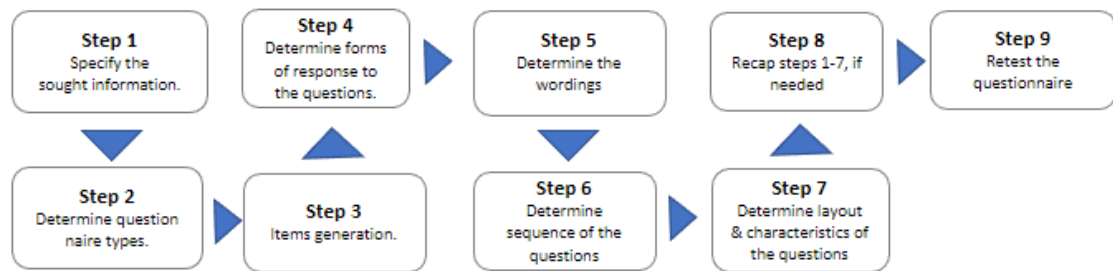 Step 1
Specify the
sought information.
Step 2
Determine question
naire types.
Step 3
Items generation.
Step 4
Determine forms
of response to
the questions.
Step 5
Determine the
wordings
Step 6
Determine
sequence of the
questions
Step 7
Determine layout
& characteristics of
the questions
Step 8
Recap steps 1-7, if
needed
Step 9
Retest the
questionnaire